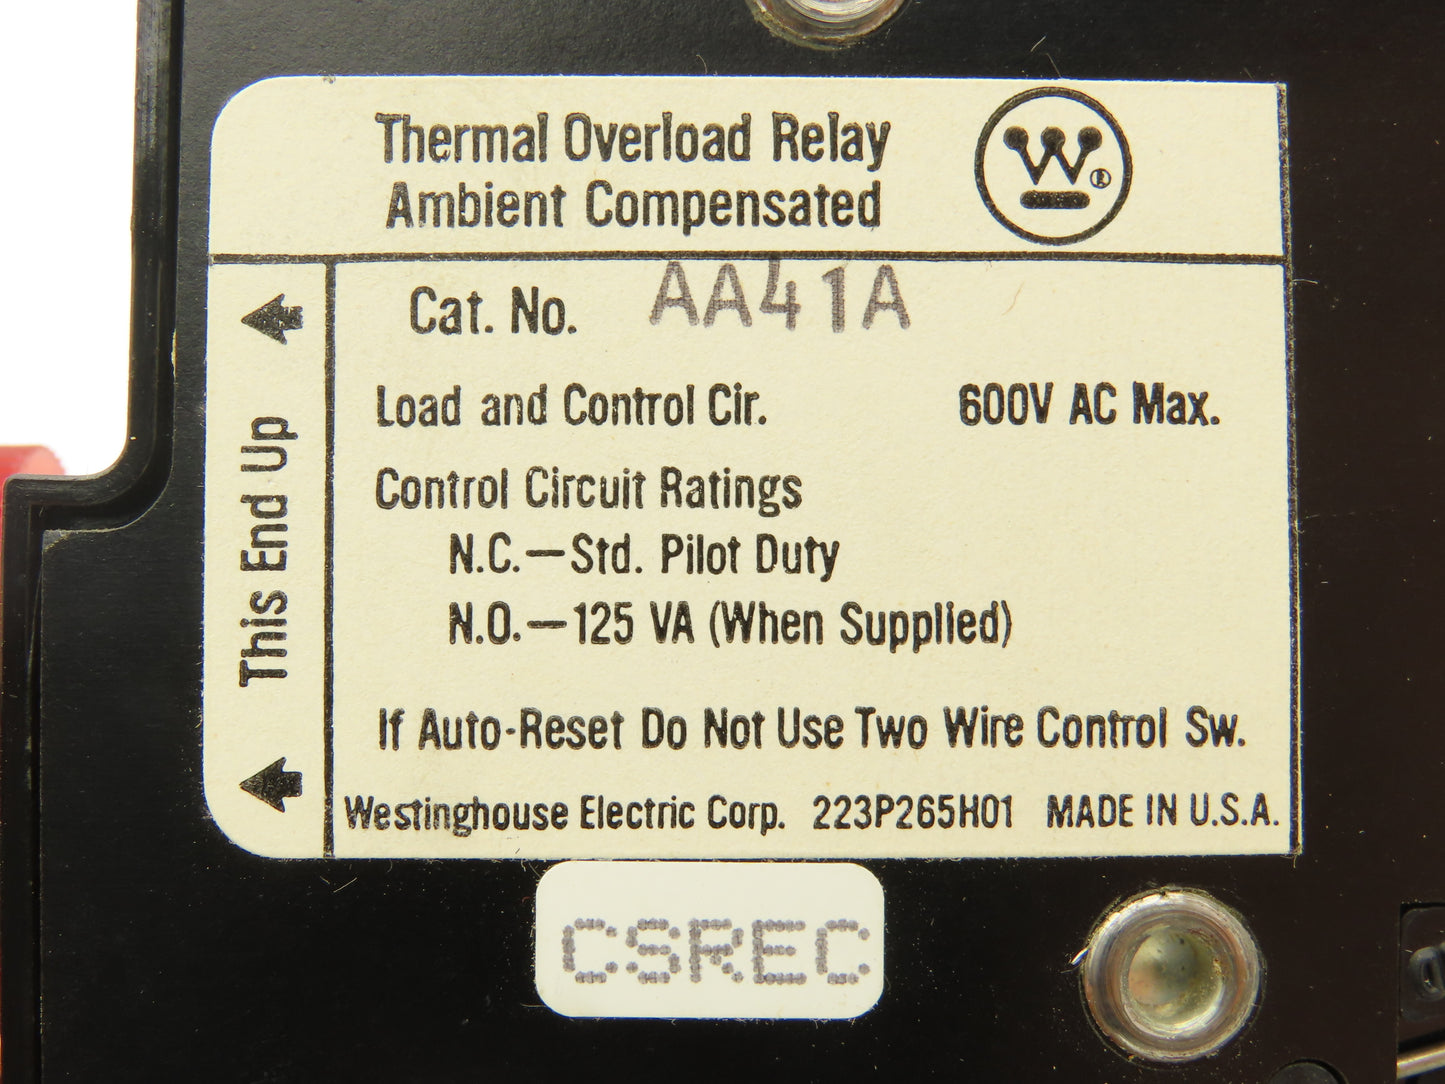 Thermal Overload Relay
Ambient Compensated
W®
Cat. No. AA41A
Load and Control Cir. 600V AC Max.
Control Circuit Ratings
N.C.—Std. Pilot Duty
N.O.—125 VA (When Supplied)
If Auto-Reset Do Not Use Two Wire Control Sw.
Westinghouse Electric Corp. 223P265H01 MADE IN U.S.A.
This End Up
CSREC